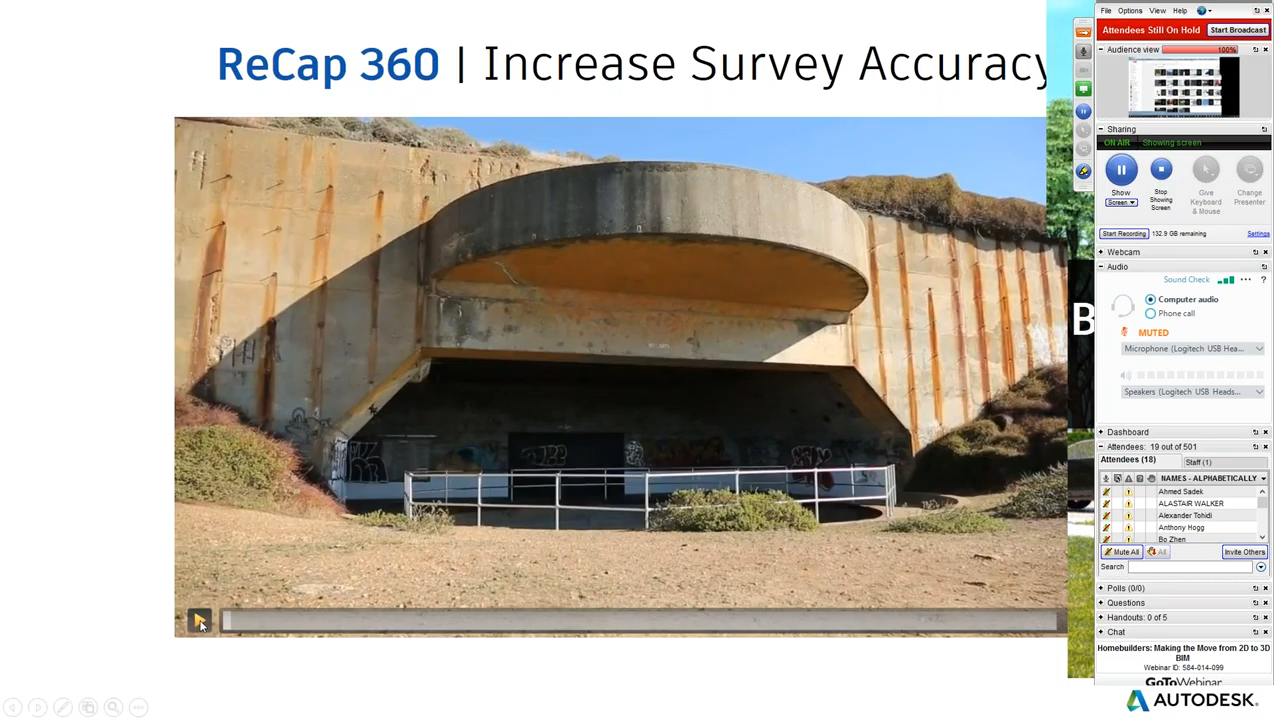 ReCap 360 | Increase Survey Accuracy
File Options View Help
Attendees Still On Hold Start Broadcast
Audience view 100%
Sharing
ON AIR Showing screen
Show
Screen
Stop
Showing
Screen
Give
Keyboard
& Mouse
Change
Presenter
Start Recording 132.9 GB remaining Settings
Webcam
Audio
Sound Check ?
Computer audio
Phone call
MUTED
Microphone (Logitech USB Hea...
Speakers (Logitech USB Heads...
B
Dashboard
Attendees: 19 out of 501
Attendees (18) Staff (1)
NAMES - ALPHABETICALLY
Ahmed Sadek
ALASTAIR WALKER
Alexander Tohidi
Anthony Hogg
Bo Zhen
Mute All All Invite Others
Search
Polls (0/0)
Questions
Handouts: 0 of 5
Chat
Homebuilders: Making the Move from 2D to 3D
BIM
Webinar ID: 584-014-099
GoToWebinar
AUTODESK.